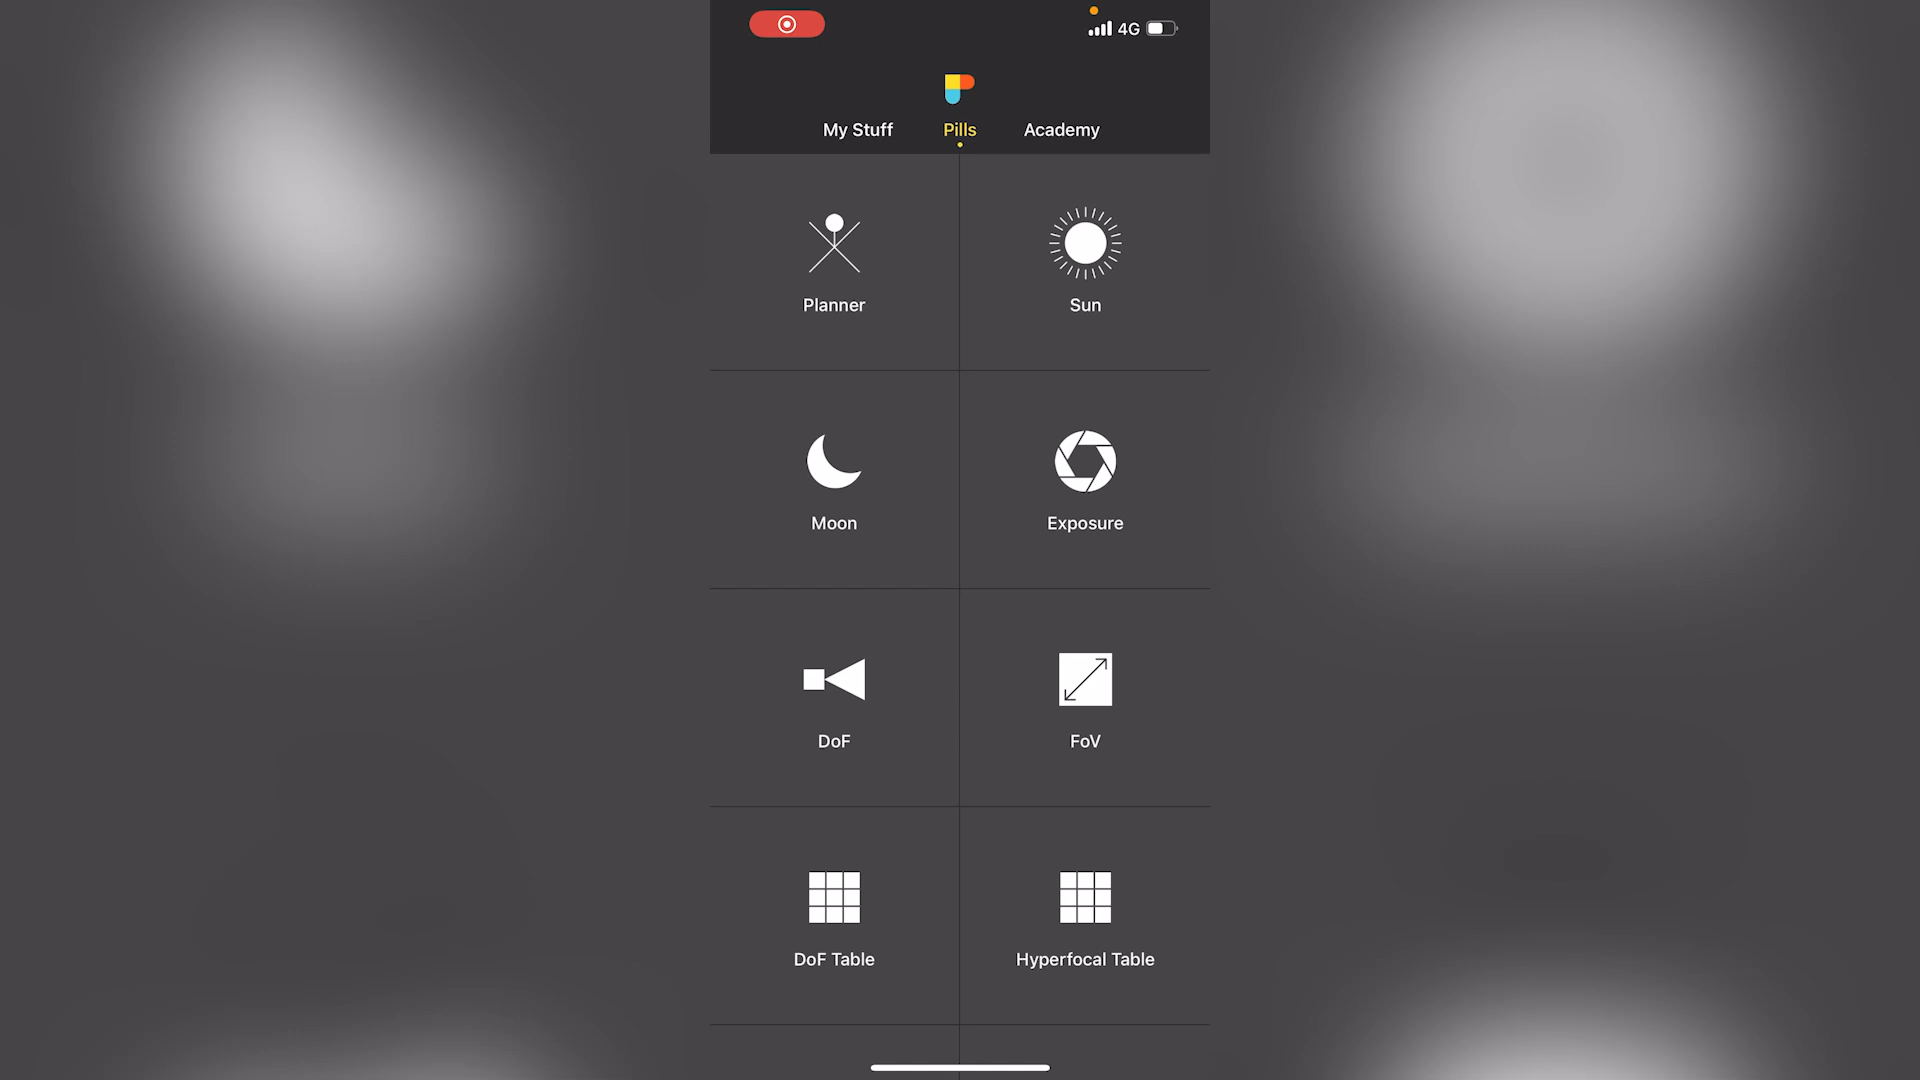 4G
My Stuff Pills Academy
Planner Sun
Moon Exposure
DoF FoV
DoF Table Hyperfocal Table